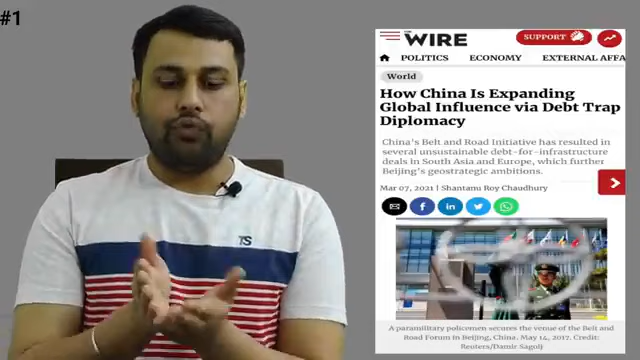 #1
THE WIRE
SUPPORT
POLITICS ECONOMY EXTERNAL AFFA
World
How China Is Expanding
Global Influence via Debt Trap
Diplomacy
China's Belt and Road Initiative has resulted in
several unsustainable debt-for-infrastructure
deals in South Asia and Europe, which further
Beijing's geostrategic ambitions.
Mar 07, 2021 | Shantanu Roy Chaudhury
TS
A paramilitary policemen secures the venue of the Belt and
Road Forum in Beijing, China. May 14, 2017. Credit:
Reuters/Damir Sagolj